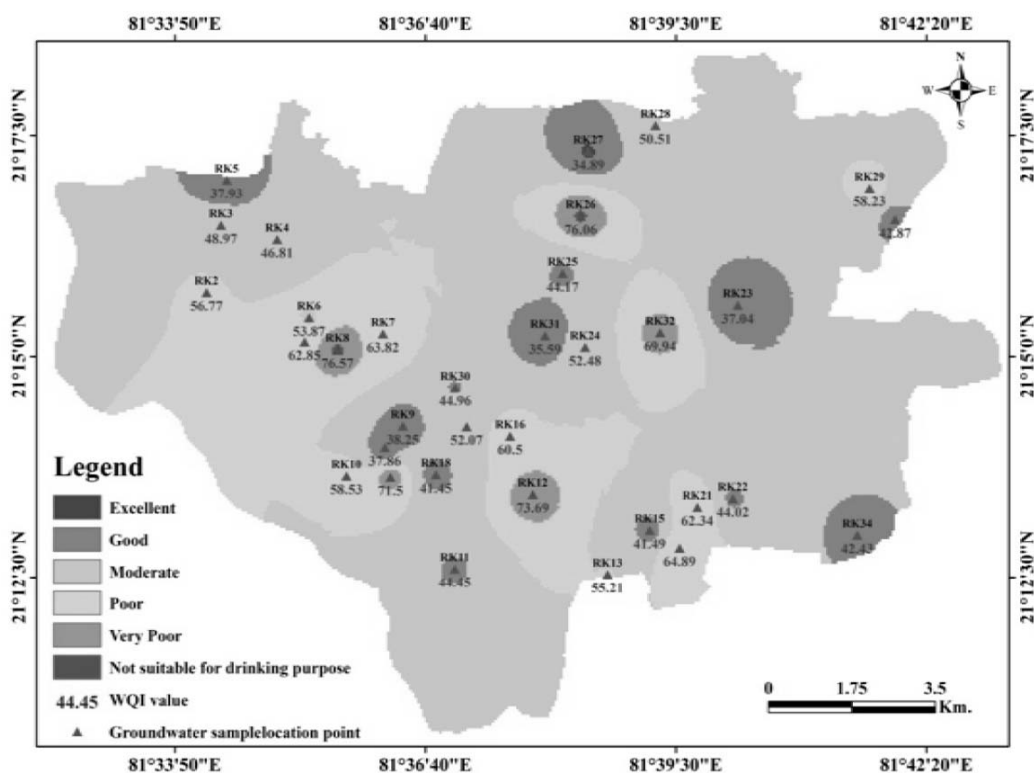 81°33'50"E 81°36'40"E 81°39'30"E 81°42'20"E
N
W E
S
21°17'30"N
21°17'30"N
RK28
50.51
RK27
34.89
RK5
37.93
RK29
58.23
RK3
48.97
RK26
76.06
RK4
46.81
42.87
RK25
44.17
RK2
56.77
RK23
37.04
RK6
53.87
RK7
63.82
RK31
35.59
RK32
69.94
RK24
52.48
62.85
RK8
76.57
21°15'0"N
21°15'0"N
RK30
44.96
RK9
38.25
52.07
RK16
60.5
37.86
RK10
58.53
71.5
RK18
41.45
RK12
73.69
RK21
62.34
RK22
44.02
RK15
41.49
RK34
42.43
64.89
RK11
44.45
RK13
55.21
21°12'30"N
21°12'30"N
Legend
Excellent
Good
Moderate
Poor
Very Poor
Not suitable for drinking purpose
44.45 WQI value
Groundwater samplelocation point
0 1.75 3.5
Km.
81°33'50"E 81°36'40"E 81°39'30"E 81°42'20"E